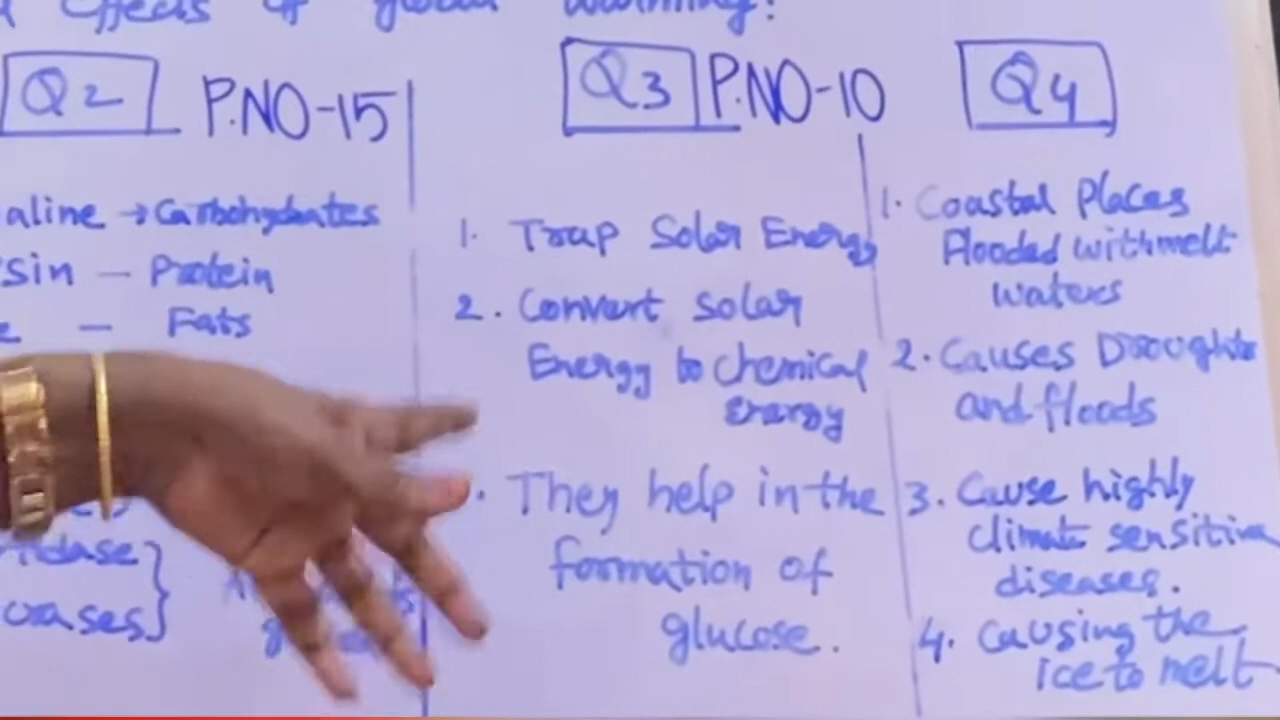 effects of global warming?
Q2 P.NO-15
aline → Carbohydrates
sin — Protein
e — Fats
dase
oxases
Q3 P.NO-10
1. Trap Solar Energy
2. Convert solar
Energy to chemical
Energy
. They help in the
formation of
glucose.
Q4
1. Coastal Places
Flooded with melt
waters
2. Causes Droughts
and floods
3. Cause highly
climate sensitive
diseases.
4. Causing the
ice to melt